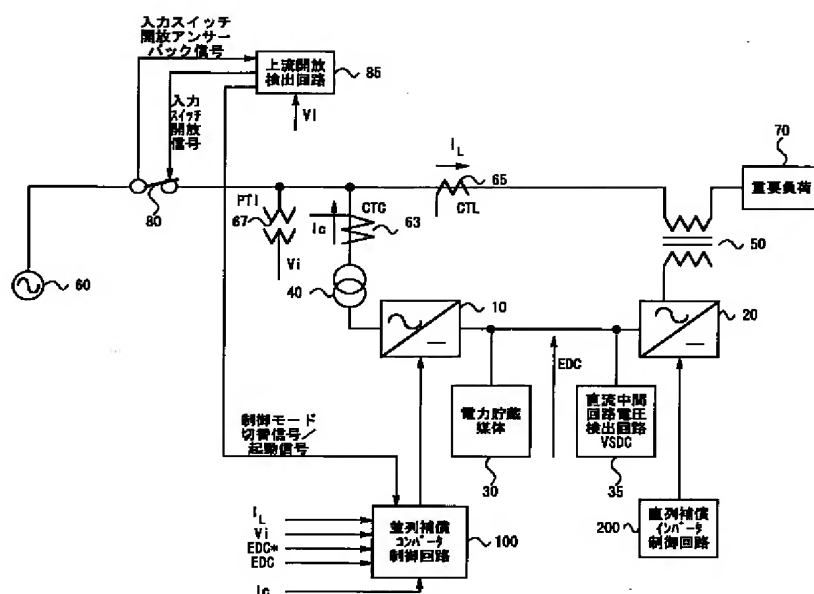 入力スイッチ
開放アンサー
バック信号
上流開放
検出回路
85
Vi
入力
スイッチ
開放
信号
IL
70
重要負荷
65
CTL
80
PTI
67
CTC
63
Ic
Vi
50
60
40
10
20
EDC
電力貯蔵
媒体
直流中間
回路電圧
検出回路
VSDC
制御モード
切替信号/
起動信号
30
35
IL
Vi
EDC*
EDC
Ic
並列補償
コンバータ
制御回路
100
200
直列補償
インバータ
制御回路